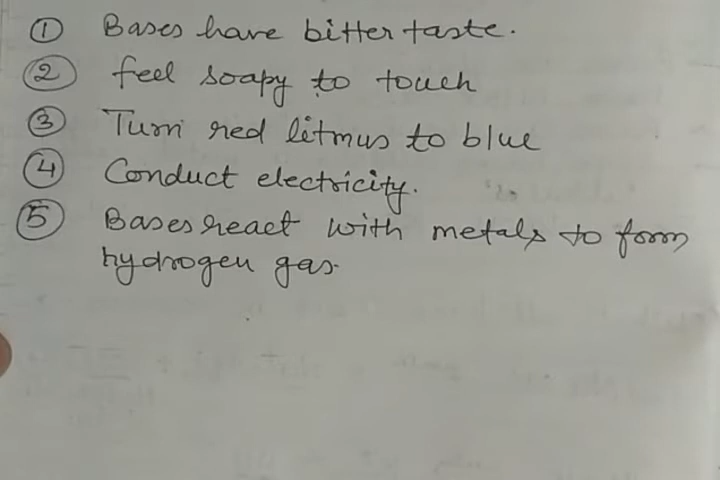 ① Bases have bitter taste.
② feel soapy to touch
③ Turn red litmus to blue
④ Conduct electricity.
⑤ Bases react with metals to form
hydrogen gas.